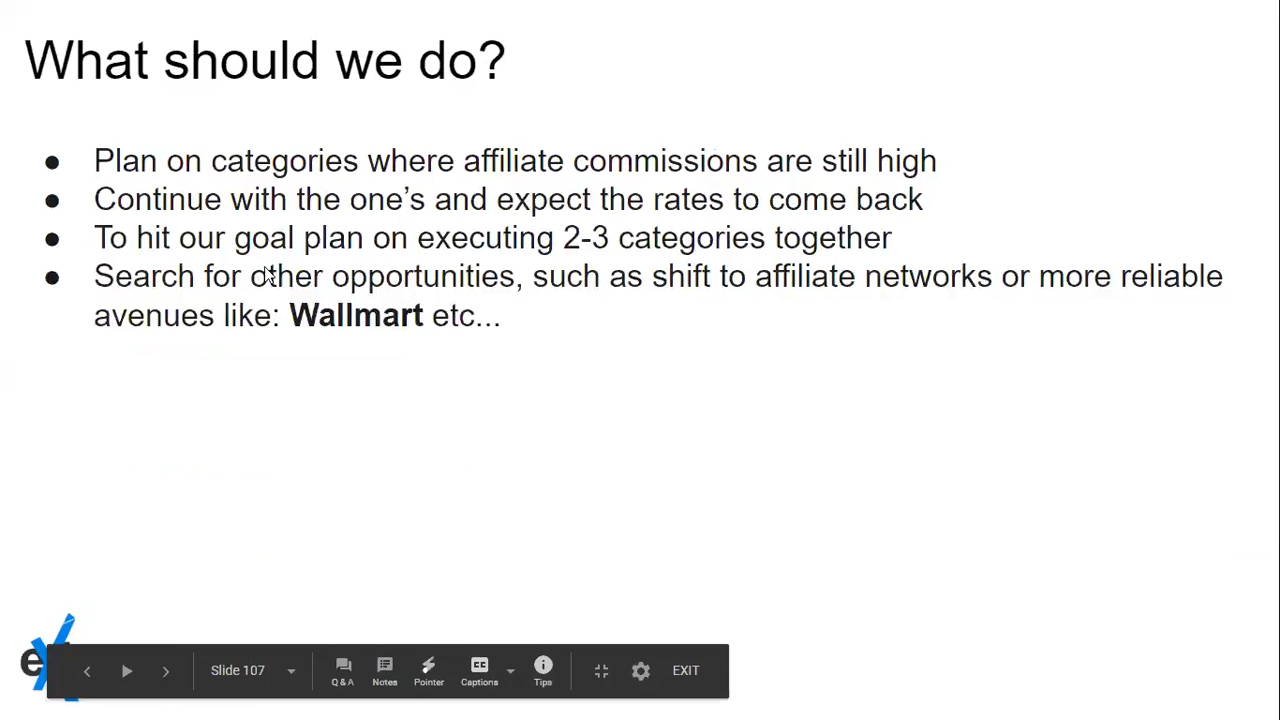 What should we do?
● Plan on categories where affiliate commissions are still high
● Continue with the one’s and expect the rates to come back
● To hit our goal plan on executing 2-3 categories together
● Search for other opportunities, such as shift to affiliate networks or more reliable
avenues like: Wallmart etc...
Slide 107
Q & A
Notes
Pointer
CC
Captions
Tips
EXIT